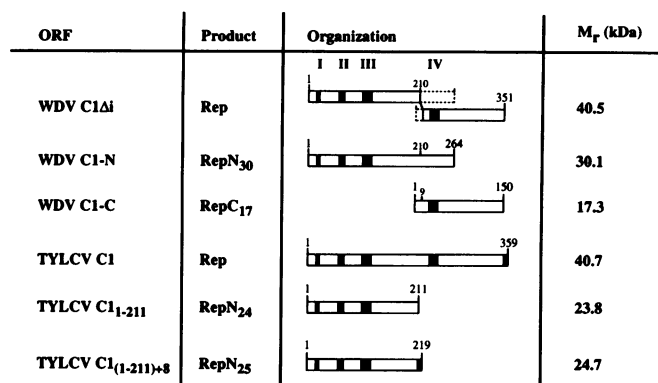 ORF Product Organization Mr (kDa)
I II III IV
1 210 351
WDV C1Δi Rep 40.5
1 210 264
WDV C1-N RepN30 30.1
1 9 150
WDV C1-C RepC17 17.3
1 359
TYLCV C1 Rep 40.7
1 211
TYLCV C11-211 RepN24 23.8
1 219
TYLCV C1(1-211)+8 RepN25 24.7